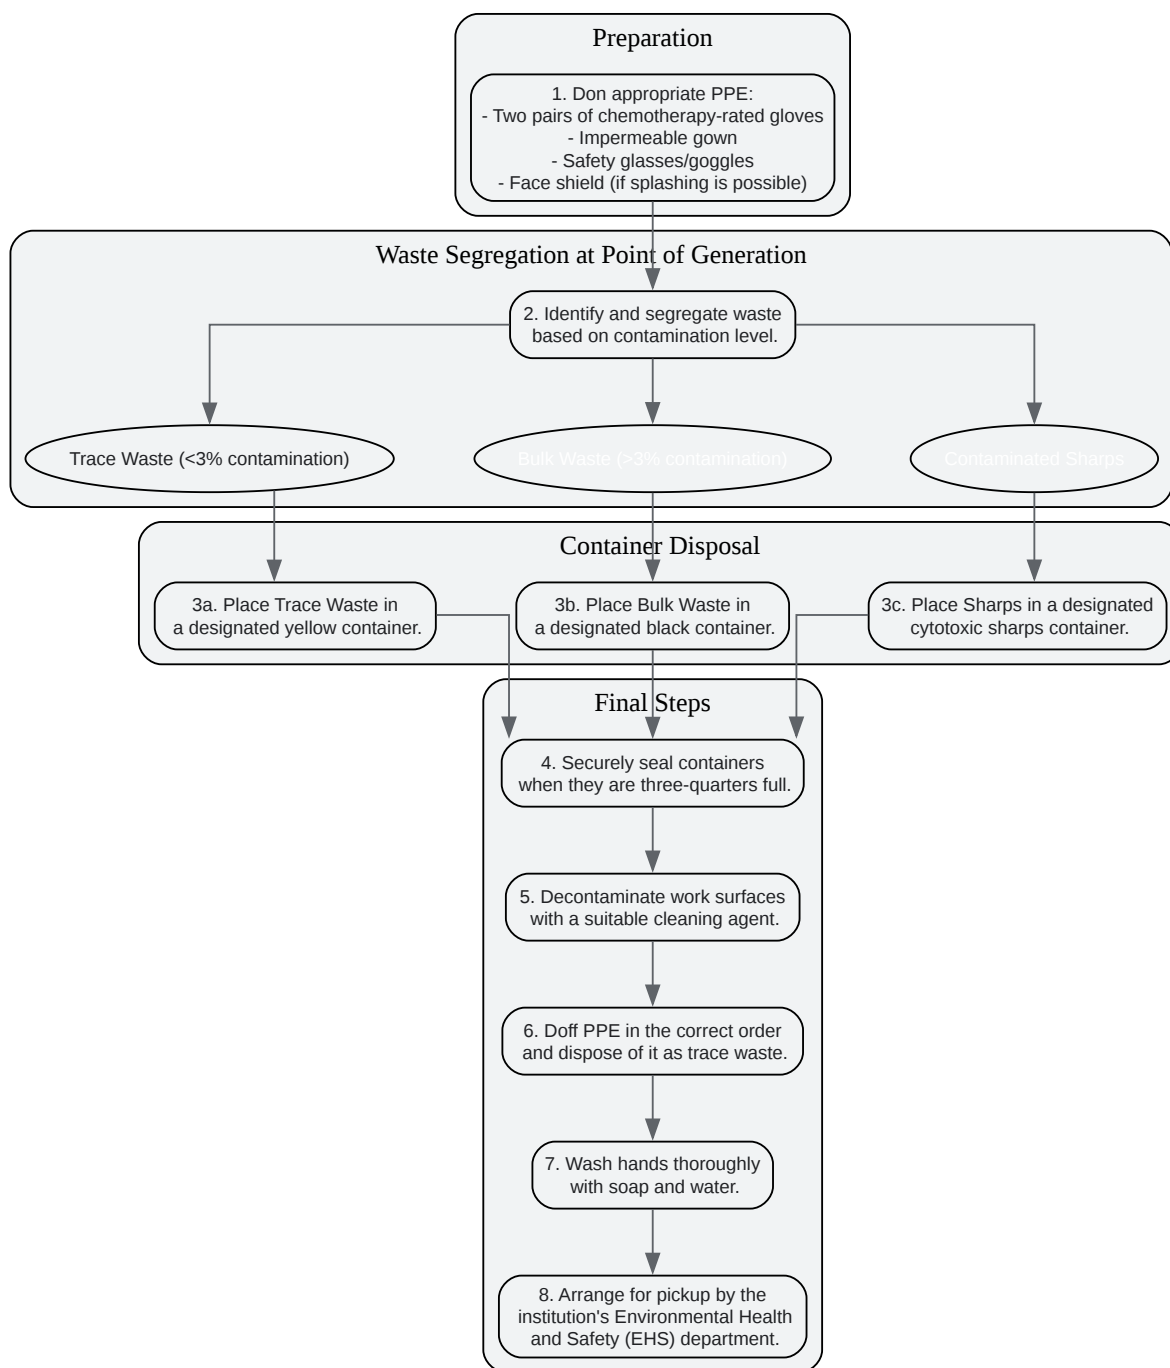 Preparation
1. Don appropriate PPE:
- Two pairs of chemotherapy-rated gloves
- Impermeable gown
- Safety glasses/goggles
- Face shield (if splashing is possible)
Waste Segregation at Point of Generation
2. Identify and segregate waste
based on contamination level.
Trace Waste (<3% contamination)
Bulk Waste (>3% contamination)
Contaminated Sharps
Container Disposal
3a. Place Trace Waste in
a designated yellow container.
3b. Place Bulk Waste in
a designated black container.
3c. Place Sharps in a designated
cytotoxic sharps container.
Final Steps
4. Securely seal containers
when they are three-quarters full.
5. Decontaminate work surfaces
with a suitable cleaning agent.
6. Doff PPE in the correct order
and dispose of it as trace waste.
7. Wash hands thoroughly
with soap and water.
8. Arrange for pickup by the
institution's Environmental Health
and Safety (EHS) department.